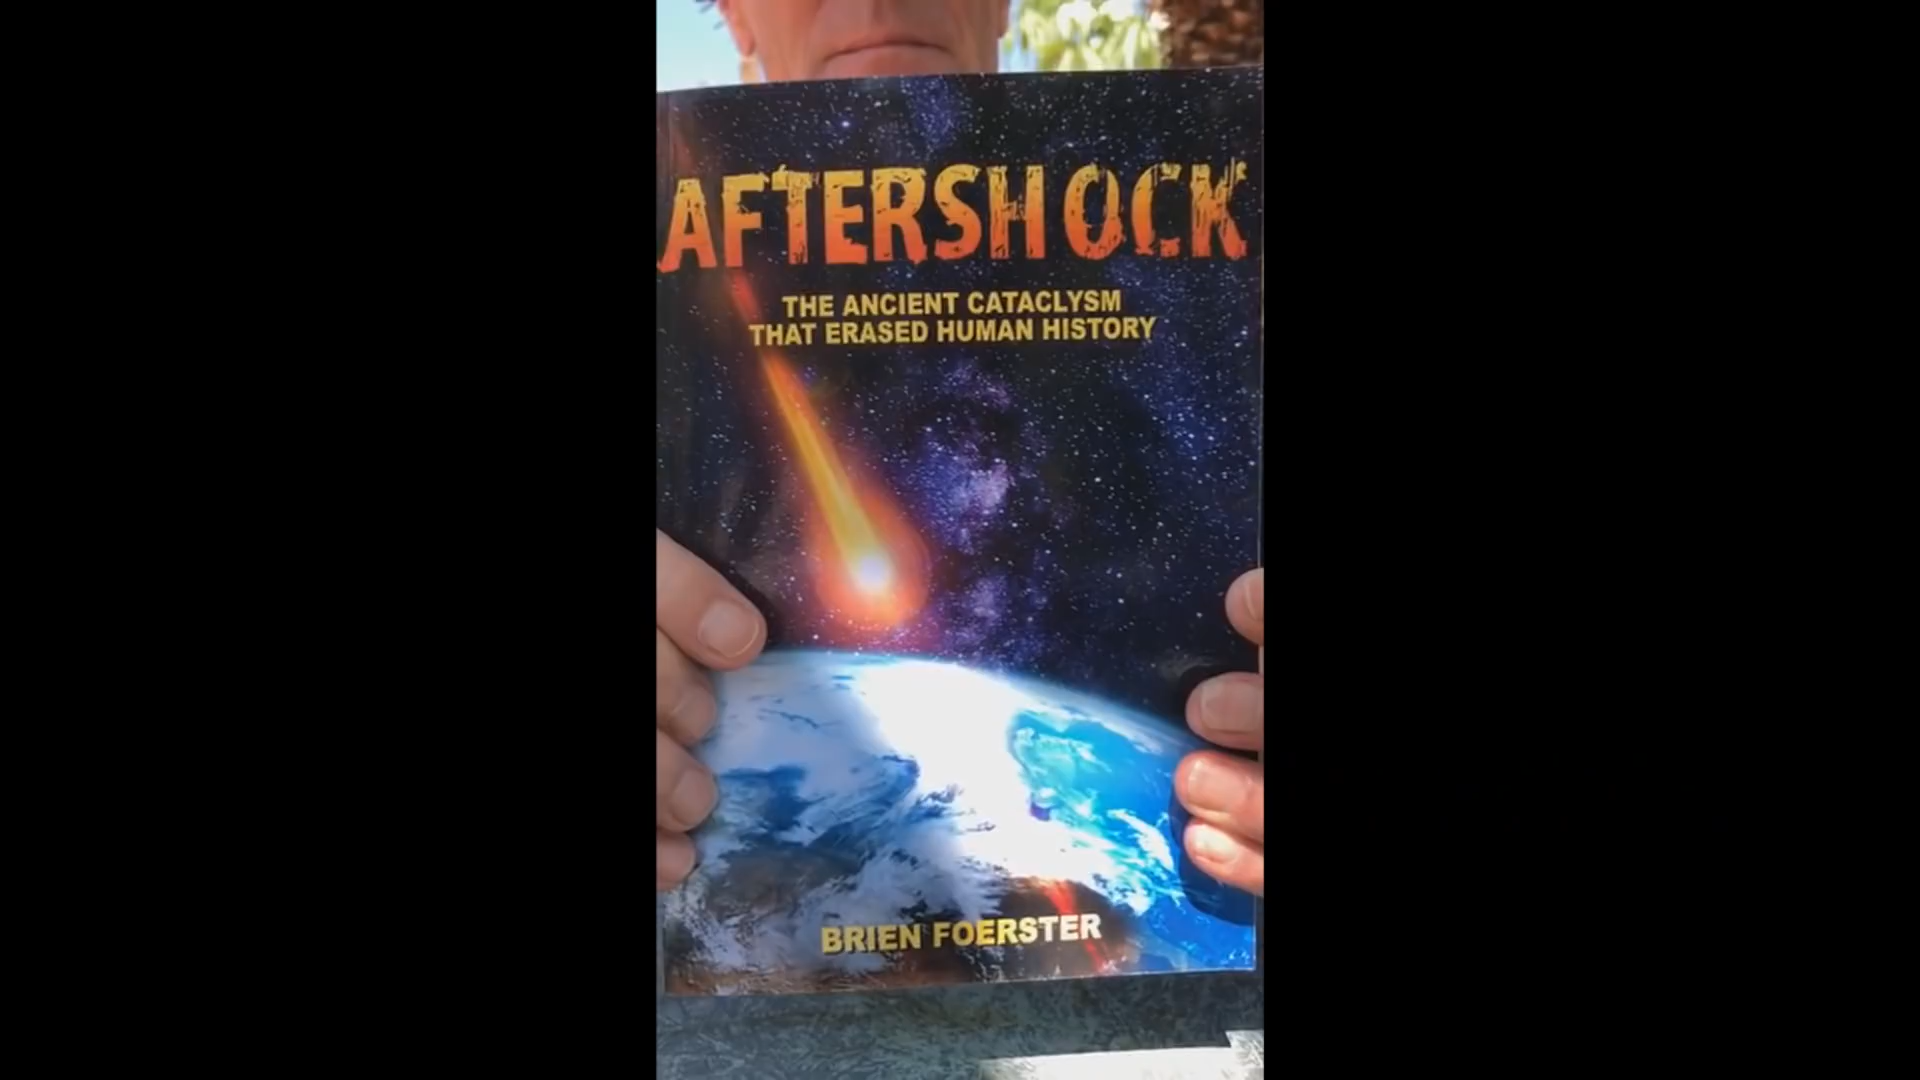 AFTERSHOCK
THE ANCIENT CATACLYSM
THAT ERASED HUMAN HISTORY
BRIEN FOERSTER